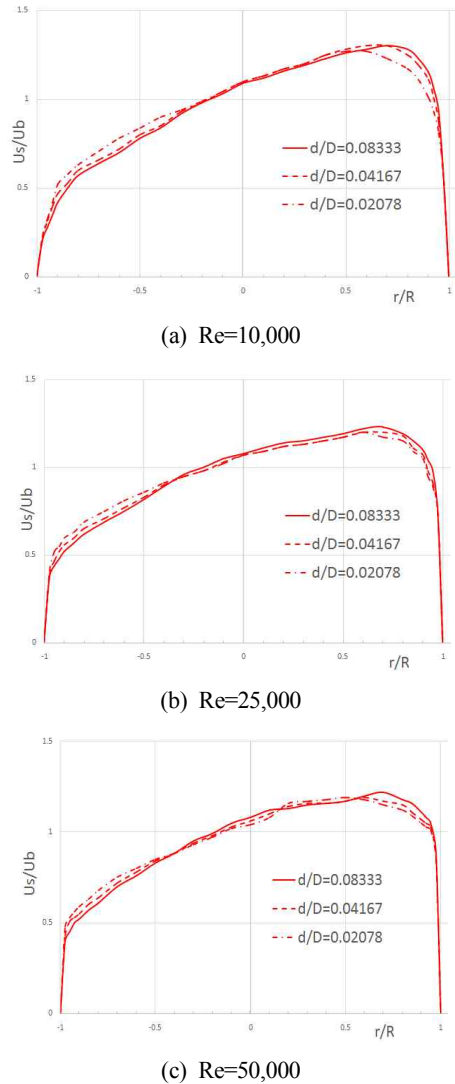 1.5
1
0.5
0
Us/Ub
d/D=0.08333
d/D=0.04167
d/D=0.02078
-1 -0.5 0 0.5 1
r/R
(a) Re=10,000
1.5
1
0.5
0
Us/Ub
d/D=0.08333
d/D=0.04167
d/D=0.02078
-1 -0.5 0 0.5 1
r/R
(b) Re=25,000
1.5
1
0.5
0
Us/Ub
d/D=0.08333
d/D=0.04167
d/D=0.02078
-1 -0.5 0 0.5 1
r/R
(c) Re=50,000